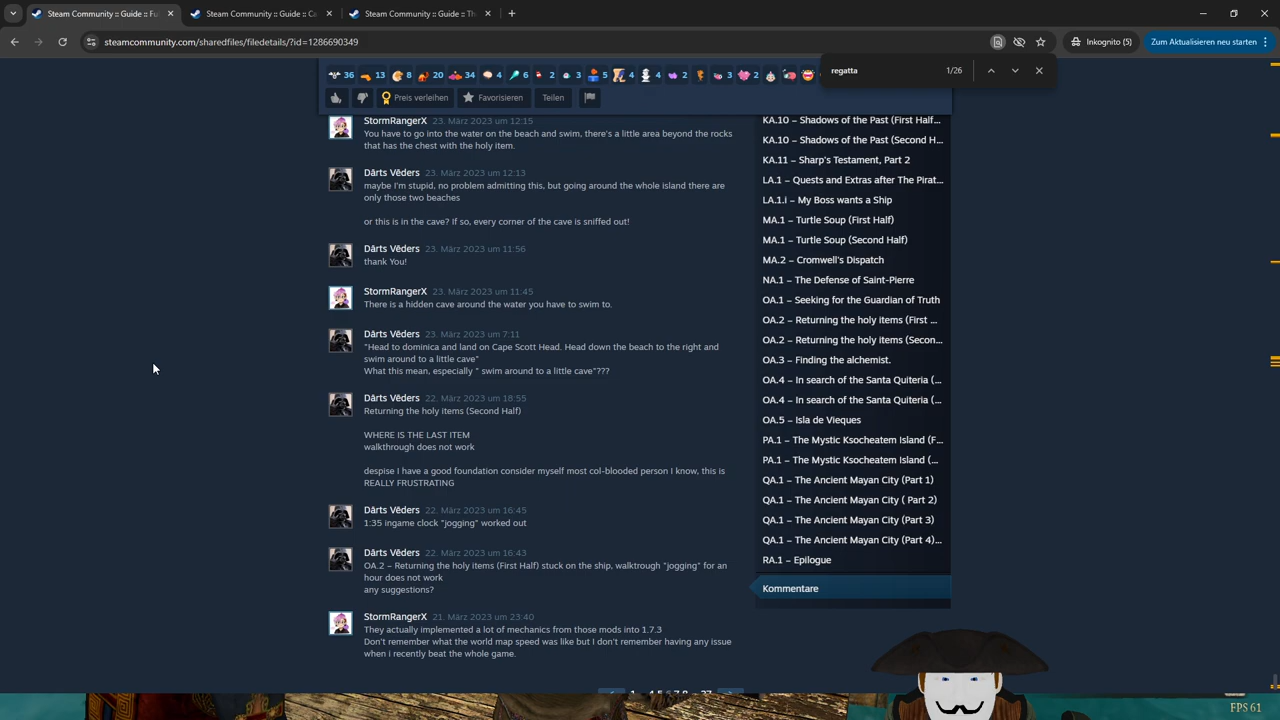 Steam Community :: Guide :: Ful
Steam Community :: Guide :: Ca
Steam Community :: Guide :: Th
steamcommunity.com/sharedfiles/filedetails/?id=1286690349
Inkognito (5)
Zum Aktualisieren neu starten
regatta
1/26
36 13 8 20 34 4 6 2 3 5 4 4 2 3 2
Preis verleihen
Favorisieren
Teilen
StormRangerX 23. März 2023 um 12:15
You have to go into the water on the beach and swim, there's a little area beyond the rocks
that has the chest with the holy item.
Dārts Vēders 23. März 2023 um 12:13
maybe I'm stupid, no problem admitting this, but going around the whole island there are
only those two beaches
or this is in the cave? If so, every corner of the cave is sniffed out!
Dārts Vēders 23. März 2023 um 11:56
thank You!
StormRangerX 23. März 2023 um 11:45
There is a hidden cave around the water you have to swim to.
Dārts Vēders 23. März 2023 um 7:11
"Head to dominica and land on Cape Scott Head. Head down the beach to the right and
swim around to a little cave"
What this mean, especially " swim around to a little cave"???
Dārts Vēders 22. März 2023 um 18:55
Returning the holy items (Second Half)
WHERE IS THE LAST ITEM
walkthrough does not work
despise I have a good foundation consider myself most col-blooded person I know, this is
REALLY FRUSTRATING
Dārts Vēders 22. März 2023 um 16:45
1:35 ingame clock "jogging" worked out
Dārts Vēders 22. März 2023 um 16:43
OA.2 – Returning the holy items (First Half) stuck on the ship, walktrough "jogging" for an
hour does not work
any suggestions?
StormRangerX 21. März 2023 um 23:40
They actually implemented a lot of mechanics from those mods into 1.7.3
Don't remember what the world map speed was like but I don't remember having any issue
when i recently beat the whole game.
KA.10 – Shadows of the Past (First Half...
KA.10 – Shadows of the Past (Second H...
KA.11 – Sharp's Testament, Part 2
LA.1 – Quests and Extras after The Pirat...
LA.1.i – My Boss wants a Ship
MA.1 – Turtle Soup (First Half)
MA.1 – Turtle Soup (Second Half)
MA.2 – Cromwell's Dispatch
NA.1 – The Defense of Saint-Pierre
OA.1 – Seeking for the Guardian of Truth
OA.2 – Returning the holy items (First ...
OA.2 – Returning the holy items (Secon...
OA.3 – Finding the alchemist.
OA.4 – In search of the Santa Quiteria (...
OA.4 – In search of the Santa Quiteria (...
OA.5 – Isla de Vieques
PA.1 – The Mystic Ksocheatem Island (F...
PA.1 – The Mystic Ksocheatem Island (...
QA.1 – The Ancient Mayan City (Part 1)
QA.1 – The Ancient Mayan City ( Part 2)
QA.1 – The Ancient Mayan City (Part 3)
QA.1 – The Ancient Mayan City (Part 4)...
RA.1 – Epilogue
Kommentare
FPS 61